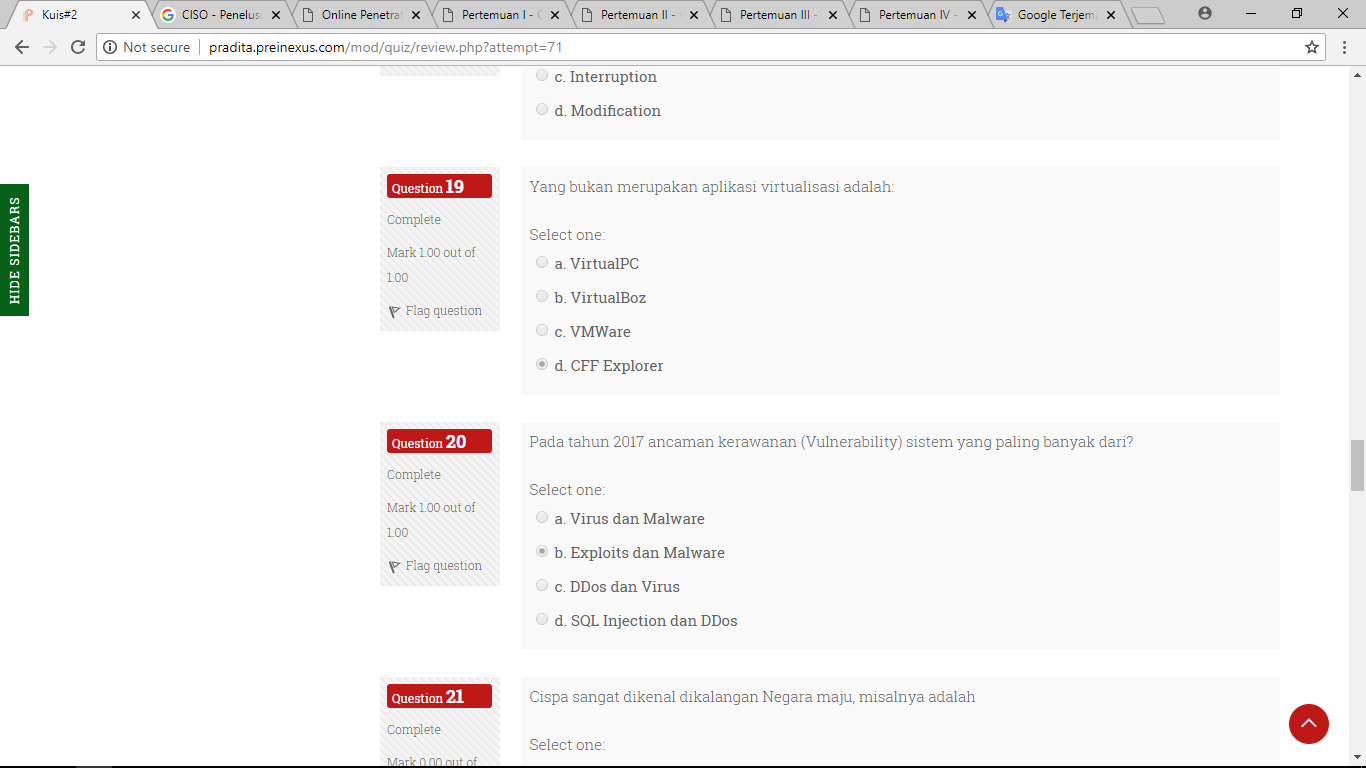 Kuis#2
CISO - Penelus
Online Penetra
Pertemuan I -
Pertemuan II -
Pertemuan III -
Pertemuan IV -
Google Terjem
Not secure
pradita.preinexus.com/mod/quiz/review.php?attempt=71
HIDE SIDEBARS
c. Interruption
d. Modification
Question 19
Complete
Mark 1.00 out of
1.00
Flag question
Yang bukan merupakan aplikasi virtualisasi adalah:
Select one:
a. VirtualPC
b. VirtualBoz
c. VMWare
d. CFF Explorer
Question 20
Complete
Mark 1.00 out of
1.00
Flag question
Pada tahun 2017 ancaman kerawanan (Vulnerability) sistem yang paling banyak dari?
Select one:
a. Virus dan Malware
b. Exploits dan Malware
c. DDos dan Virus
d. SQL Injection dan DDos
Question 21
Complete
Mark 0.00 out of
Cispa sangat dikenal dikalangan Negara maju, misalnya adalah
Select one: